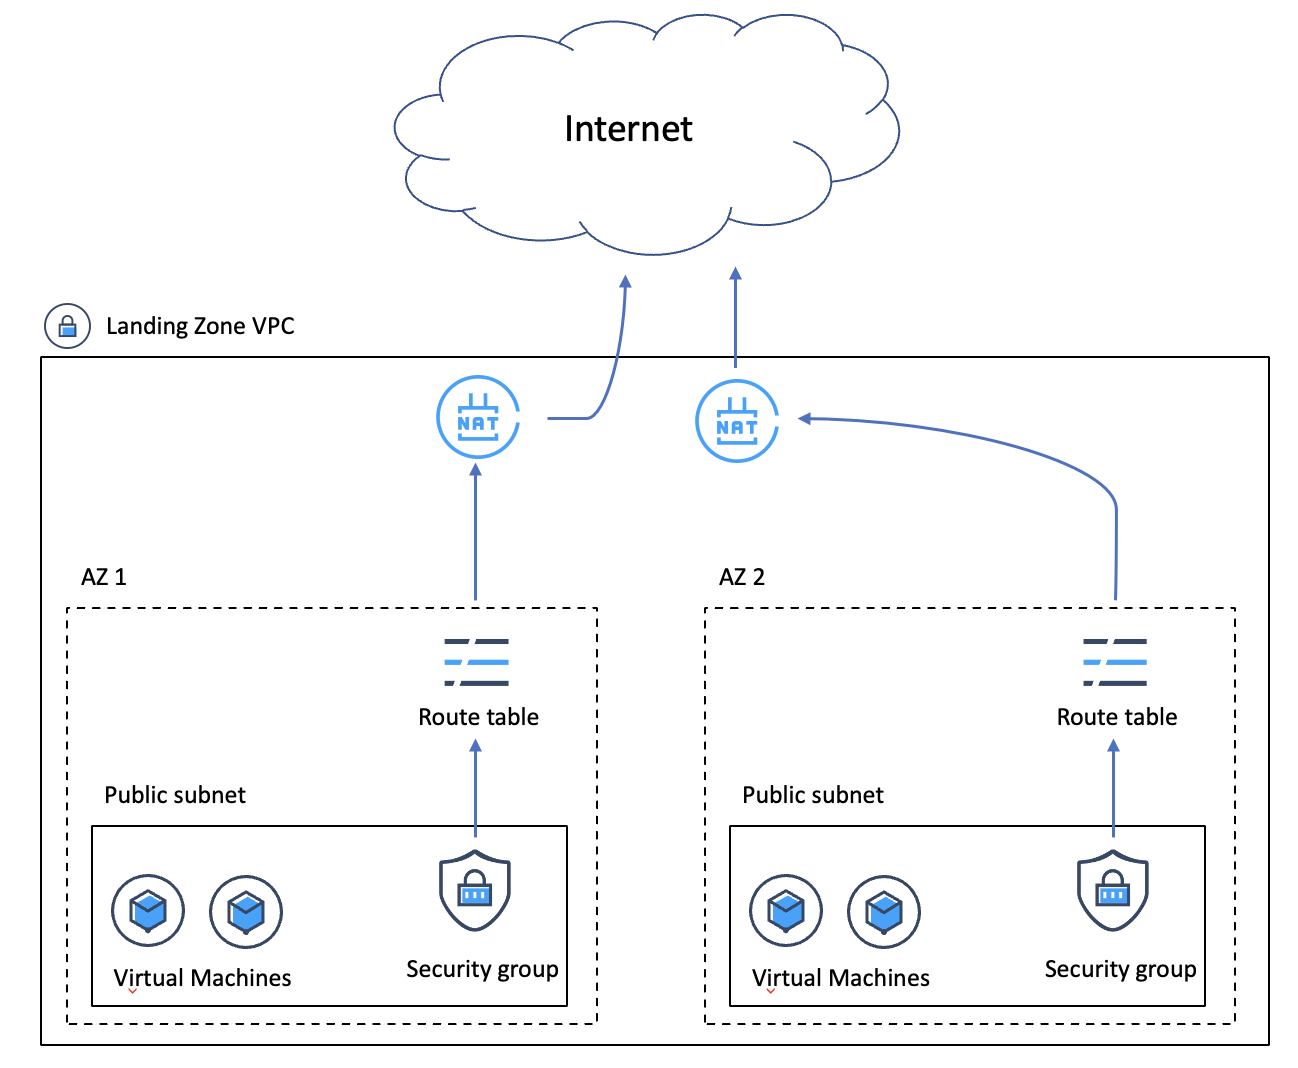 Internet
Landing Zone VPC
NAT
NAT
AZ 1
AZ 2
Route table
Route table
Public subnet
Public subnet
Virtual Machines
Security group
Virtual Machines
Security group